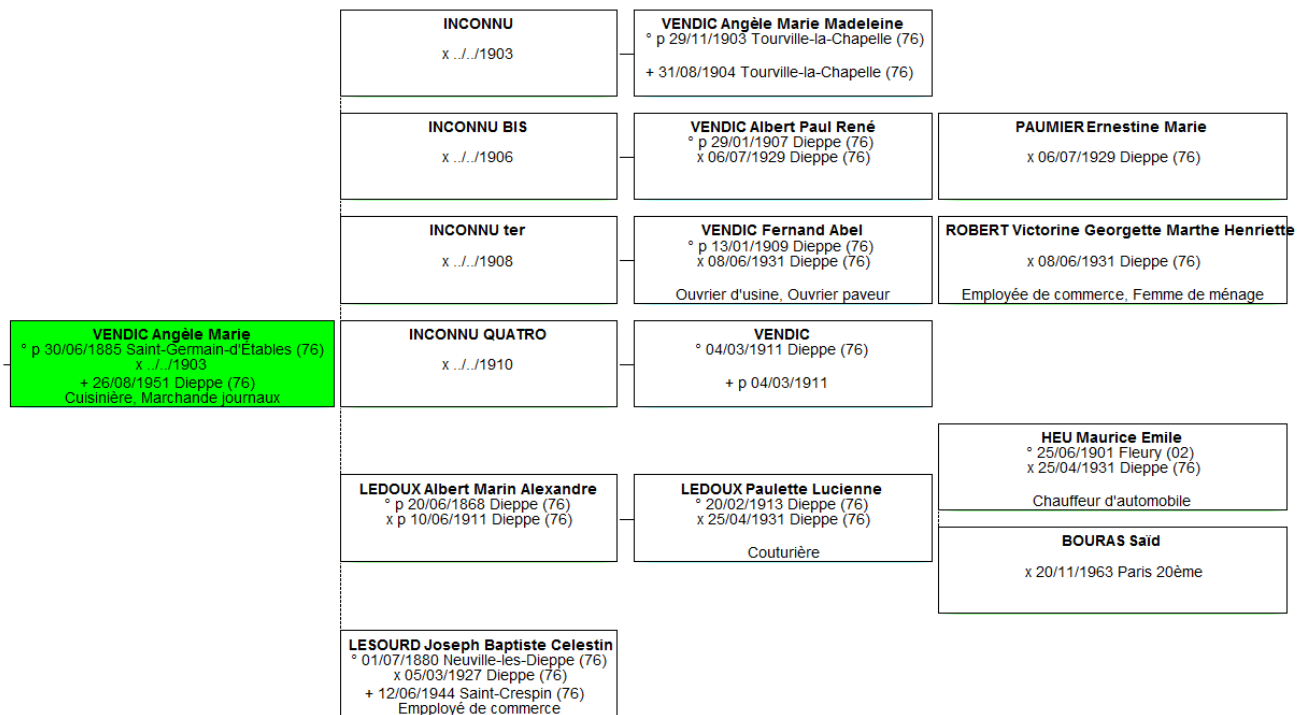 INCONNU
x ../../1903
VENDIC Angèle Marie Madeleine
° p 29/11/1903 Tourville-la-Chapelle (76)
+ 31/08/1904 Tourville-la-Chapelle (76)
INCONNU BIS
x ../../1906
VENDIC Albert Paul René
° p 29/01/1907 Dieppe (76)
x 06/07/1929 Dieppe (76)
PAUMIER Ernestine Marie
x 06/07/1929 Dieppe (76)
INCONNU ter
x ../../1908
VENDIC Fernand Abel
° p 13/01/1909 Dieppe (76)
x 08/06/1931 Dieppe (76)
Ouvrier d'usine, Ouvrier paveur
ROBERT Victorine Georgette Marthe Henriette
x 08/06/1931 Dieppe (76)
Employée de commerce, Femme de ménage
VENDIC Angèle Marie
° p 30/06/1885 Saint-Germain-d'Étables (76)
x ../../1903
+ 26/08/1951 Dieppe (76)
Cuisinière, Marchande journaux
INCONNU QUATRO
x ../../1910
VENDIC
° 04/03/1911 Dieppe (76)
+ p 04/03/1911
LEDOUX Albert Marin Alexandre
° p 20/06/1868 Dieppe (76)
x p 10/06/1911 Dieppe (76)
LEDOUX Paulette Lucienne
° 20/02/1913 Dieppe (76)
x 25/04/1931 Dieppe (76)
Couturière
HEU Maurice Emile
° 25/06/1901 Fleury (02)
x 25/04/1931 Dieppe (76)
Chauffeur d'automobile
BOURAS Saïd
x 20/11/1963 Paris 20ème
LESOURD Joseph Baptiste Celestin
° 01/07/1880 Neuville-les-Dieppe (76)
x 05/03/1927 Dieppe (76)
+ 12/06/1944 Saint-Crespin (76)
Empployé de commerce